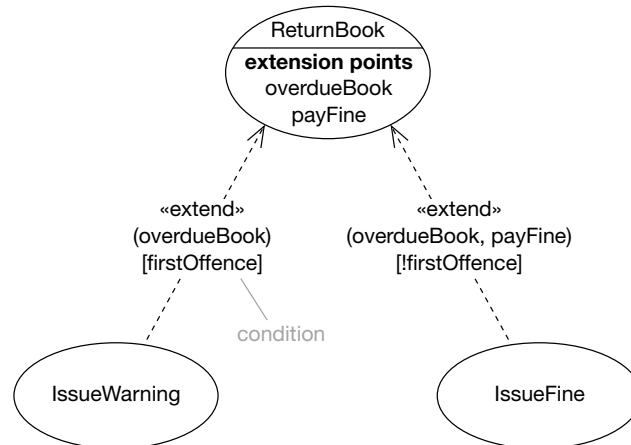 ReturnBook
extension points
overdueBook
payFine
«extend»
(overdueBook)
[firstOffence]
«extend»
(overdueBook, payFine)
[!firstOffence]
condition
IssueWarning
IssueFine